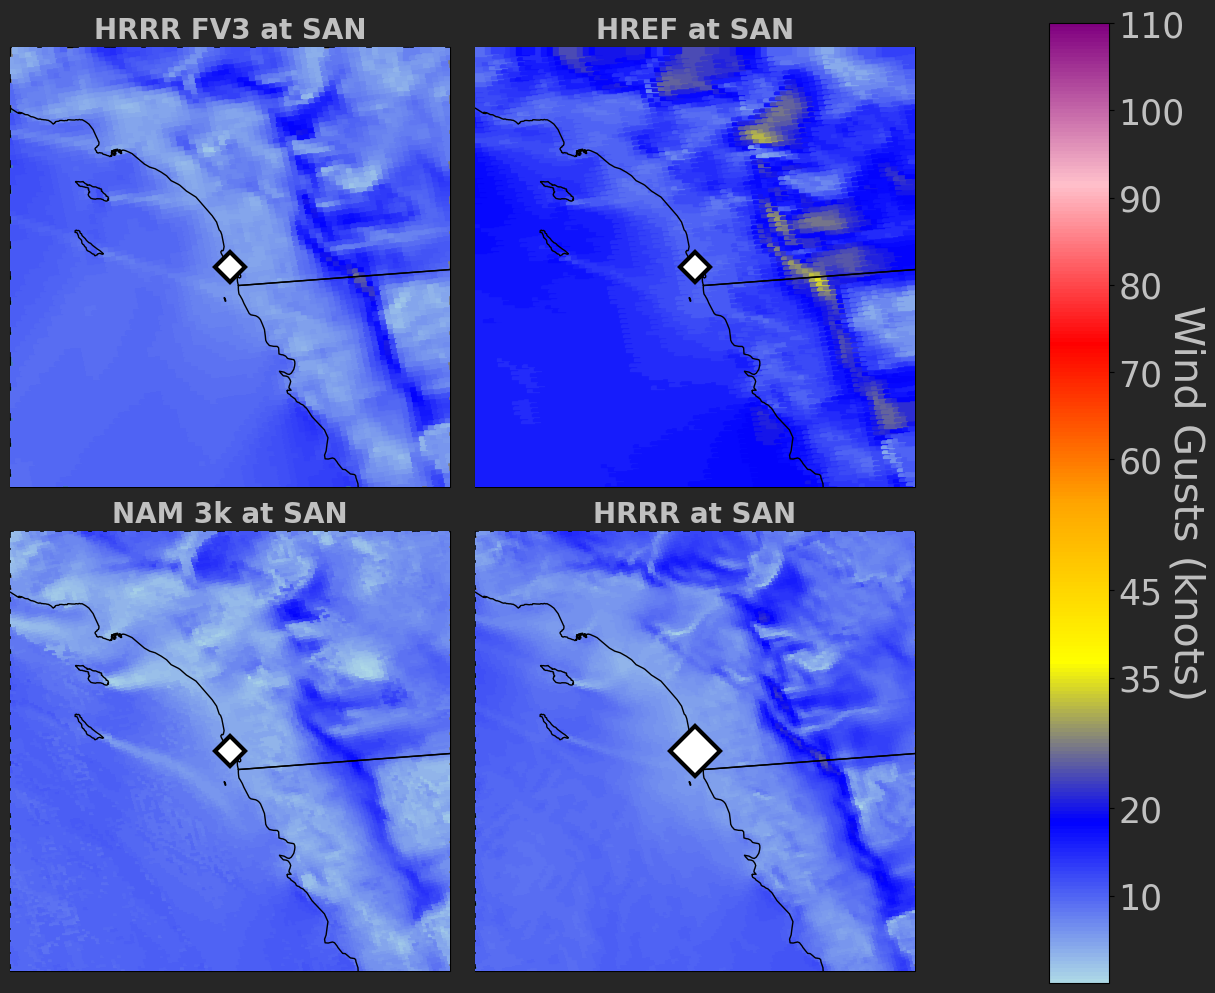 HRRR FV3 at SAN
HREF at SAN
NAM 3k at SAN
HRRR at SAN
110
100
90
80
70
60
45
35
20
10
Wind Gusts (knots)